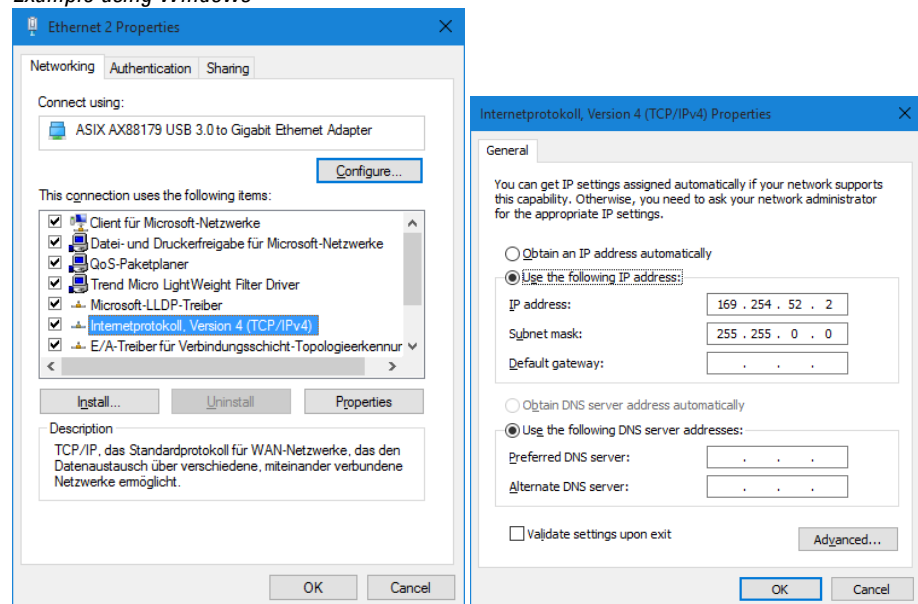 Example using Windows
Ethernet 2 Properties
Networking
Authentication
Sharing
Connect using:
ASIX AX88179 USB 3.0 to Gigabit Ethernet Adapter
Configure...
This connection uses the following items:
Client für Microsoft-Netzwerke
Datei- und Druckerfreigabe für Microsoft-Netzwerke
QoS-Paketplaner
Trend Micro LightWeight Filter Driver
Microsoft-LLDP-Treiber
Internetprotokoll, Version 4 (TCP/IPv4)
E/A-Treiber für Verbindungsschicht-Topologieerkennur
Install...
Uninstall
Properties
Description
TCP/IP, das Standardprotokoll für WAN-Netzwerke, das den
Datenaustausch über verschiedene, miteinander verbundene
Netzwerke ermöglicht.
OK
Cancel
Internetprotokoll, Version 4 (TCP/IPv4) Properties
General
You can get IP settings assigned automatically if your network supports
this capability. Otherwise, you need to ask your network administrator
for the appropriate IP settings.
Obtain an IP address automatically
Use the following IP address:
IP address:
169 . 254 . 52 . 2
Subnet mask:
255 . 255 . 0 . 0
Default gateway:
. . .
Obtain DNS server address automatically
Use the following DNS server addresses:
Preferred DNS server:
. . .
Alternate DNS server:
. . .
Validate settings upon exit
Advanced...
OK
Cancel